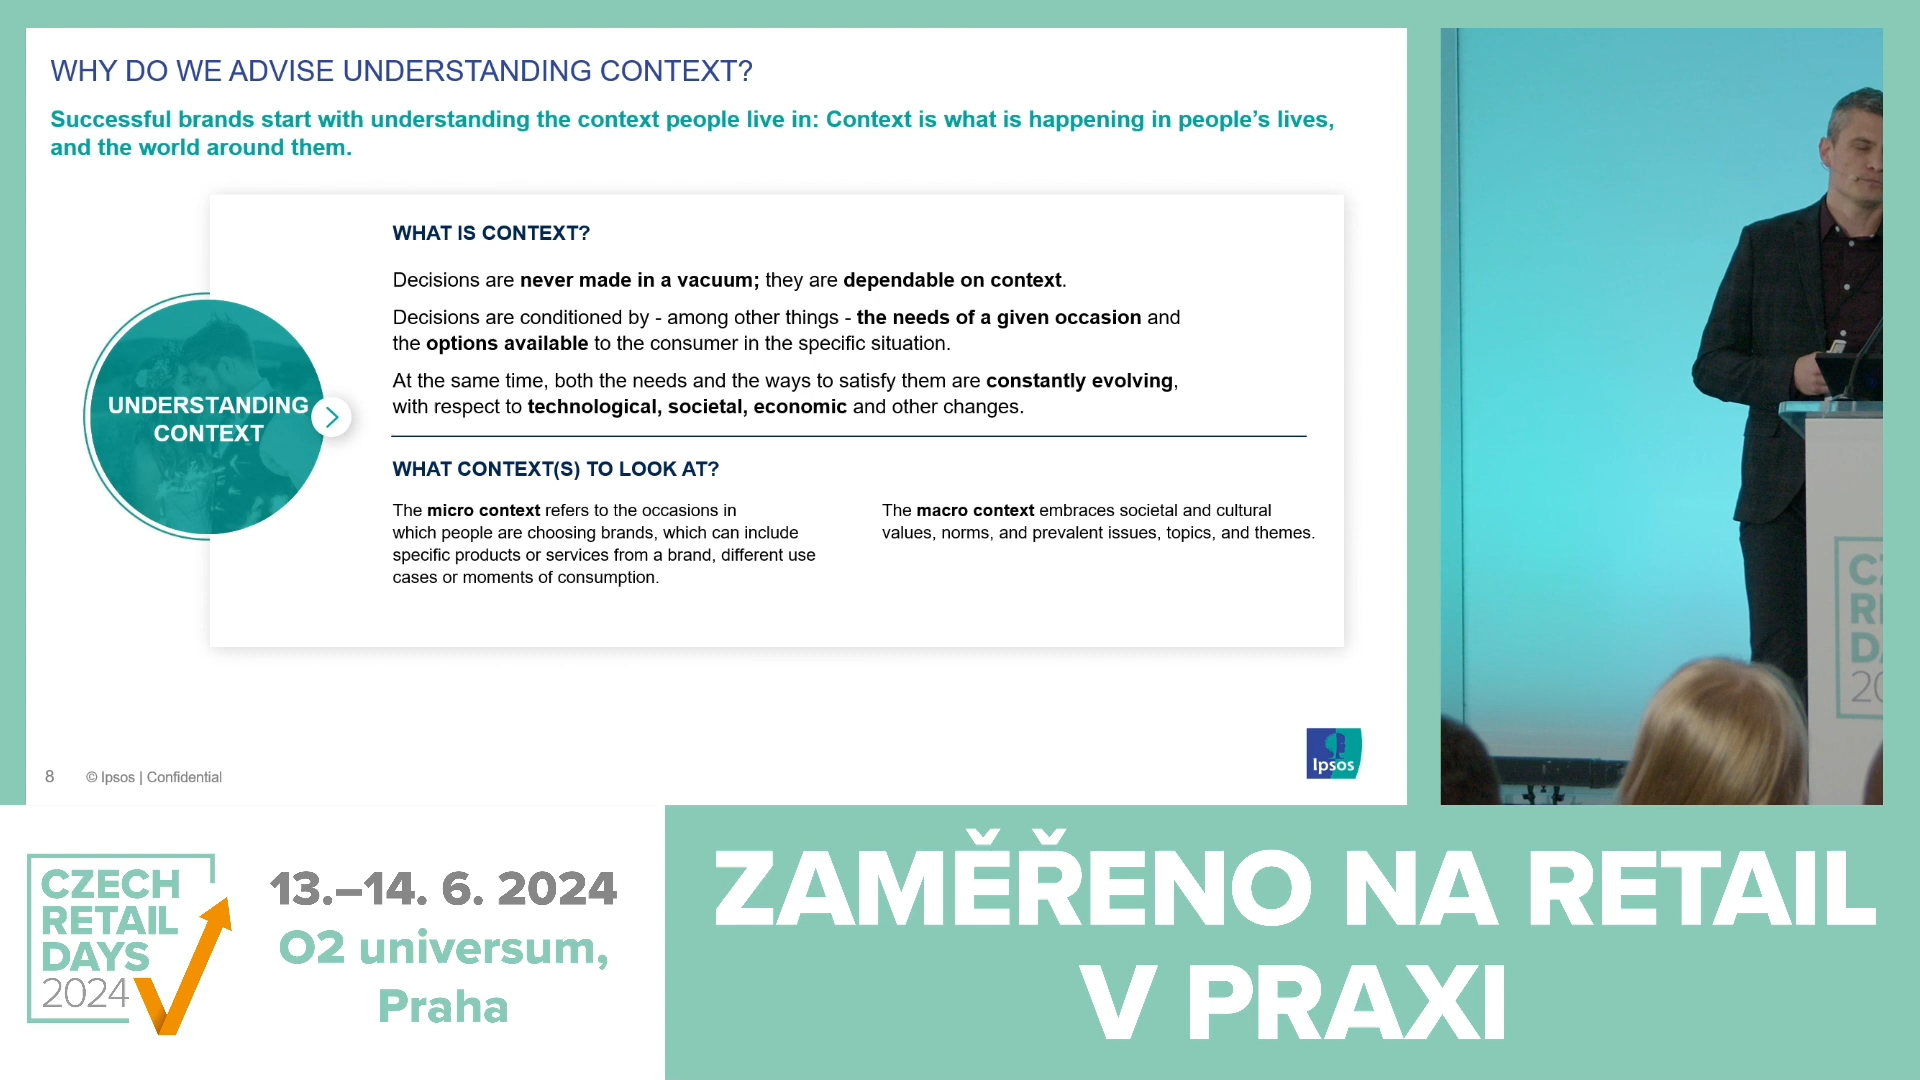 WHY DO WE ADVISE UNDERSTANDING CONTEXT?
Successful brands start with understanding the context people live in: Context is what is happening in people’s lives,
and the world around them.
WHAT IS CONTEXT?
Decisions are never made in a vacuum; they are dependable on context.
Decisions are conditioned by - among other things - the needs of a given occasion and
the options available to the consumer in the specific situation.
At the same time, both the needs and the ways to satisfy them are constantly evolving,
with respect to technological, societal, economic and other changes.
UNDERSTANDING
CONTEXT
WHAT CONTEXT(S) TO LOOK AT?
The micro context refers to the occasions in
which people are choosing brands, which can include
specific products or services from a brand, different use
cases or moments of consumption.
The macro context embraces societal and cultural
values, norms, and prevalent issues, topics, and themes.
Ipsos
8 © Ipsos | Confidential
CZECH
RETAIL
DAYS
2024
13.–14. 6. 2024
O2 universum,
Praha
ZAMĚŘENO NA RETAIL
V PRAXI